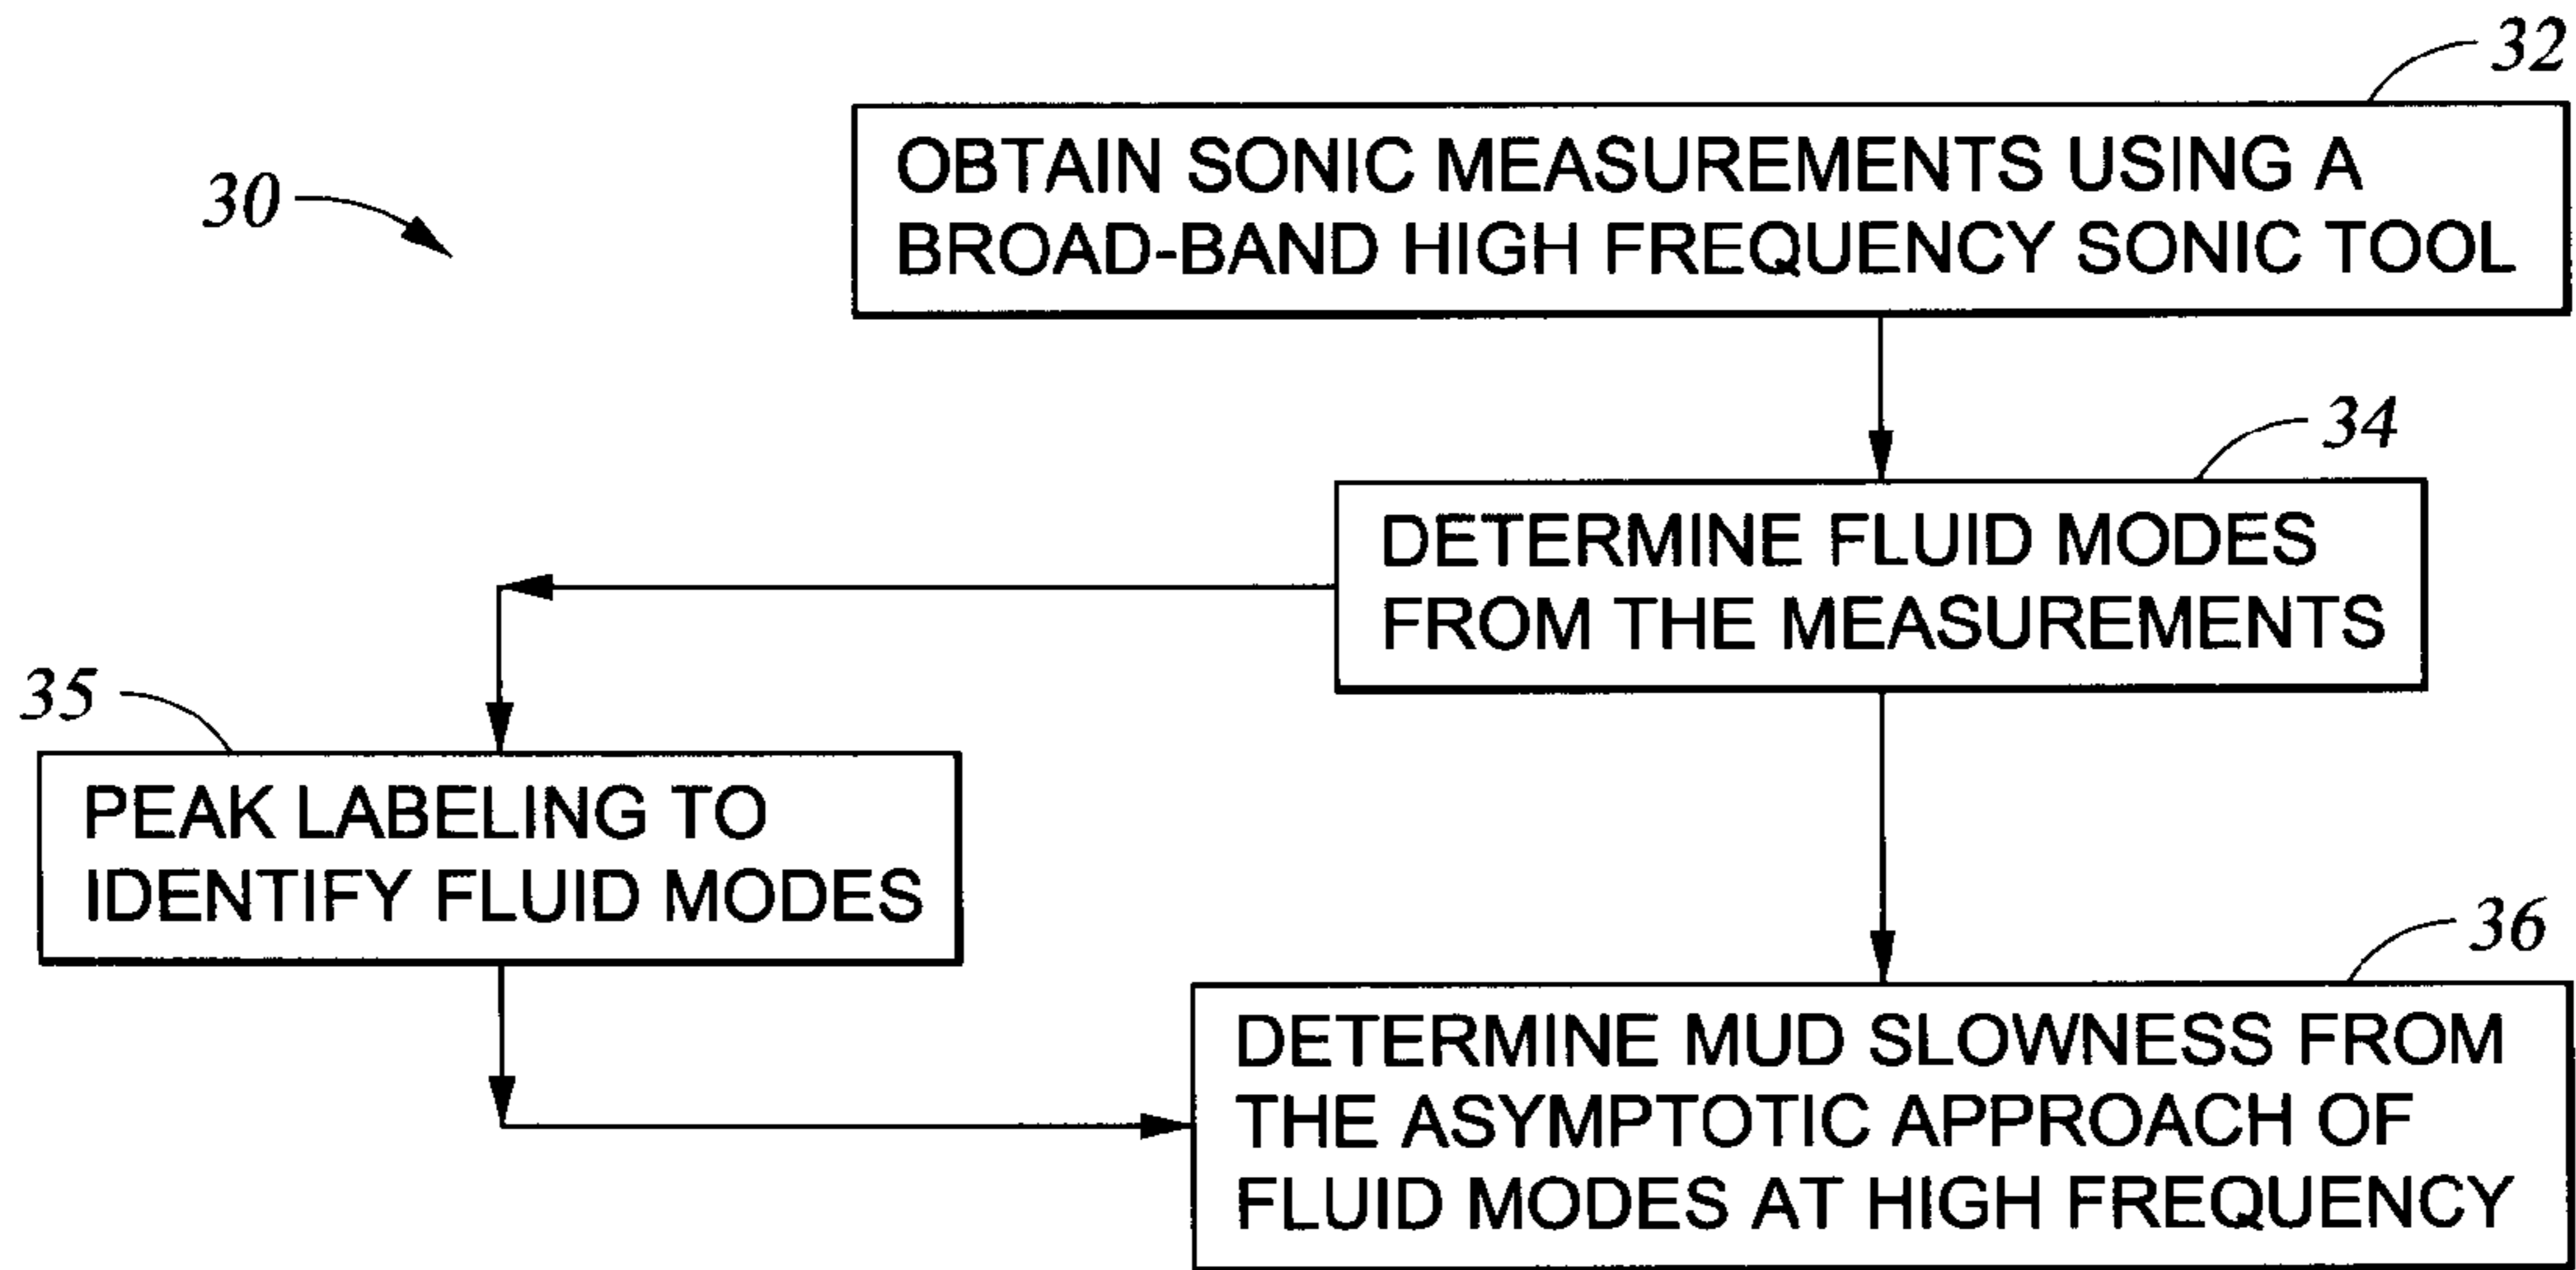 32
30
OBTAIN SONIC MEASUREMENTS USING A
BROAD-BAND HIGH FREQUENCY SONIC TOOL
34
DETERMINE FLUID MODES
FROM THE MEASUREMENTS
35
PEAK LABELING TO
IDENTIFY FLUID MODES
36
DETERMINE MUD SLOWNESS FROM
THE ASYMPTOTIC APPROACH OF
FLUID MODES AT HIGH FREQUENCY